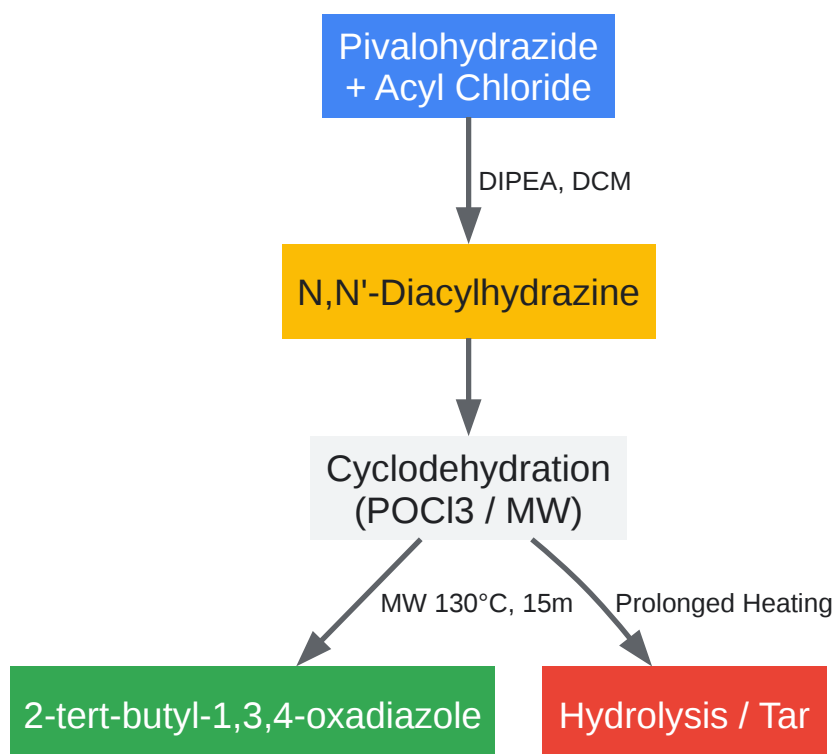 Pivalohydrazide
+ Acyl Chloride
DIPEA, DCM
N,N'-Diacylhydrazine
Cyclodehydration
(POCl3 / MW)
MW 130°C, 15m
Prolonged Heating
2-tert-butyl-1,3,4-oxadiazole
Hydrolysis / Tar